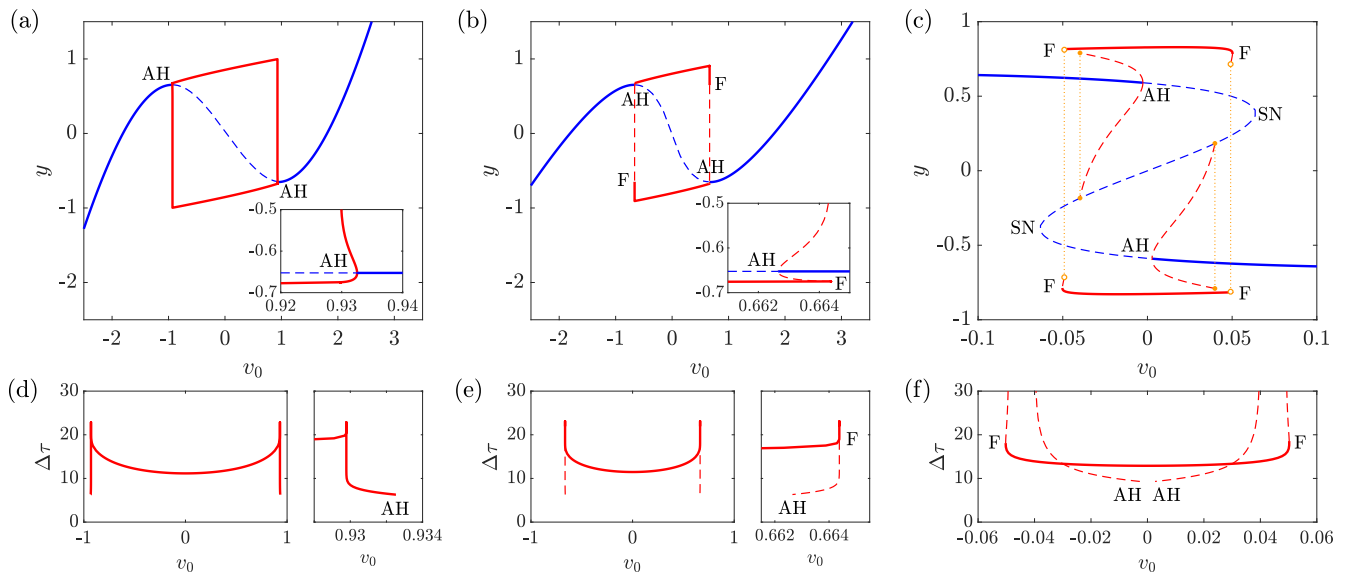 (a)
1
0
-1
-2
y
AH
AH
-0.5
-0.6
-0.7
AH
0.92
0.93
0.94
-2 -1 0 1 2 3
v0
(b)
1
0
-1
-2
y
AH
F
F
AH
-0.5
-0.6
-0.7
AH
F
0.662
0.664
-2 -1 0 1 2 3
v0
(c)
1
0.5
0
-0.5
-1
y
F
F
AH
SN
SN
AH
F
F
-0.1 -0.05 0 0.05 0.1
v0
(d)
30
20
10
0
Δτ
-1 0 1
v0
AH
0.93 0.934
v0
(e)
30
20
10
0
Δτ
-1 0 1
v0
F
AH
0.662 0.664
v0
(f)
30
20
10
0
Δτ
F
F
AH AH
-0.06 -0.04 -0.02 0 0.02 0.04 0.06
v0